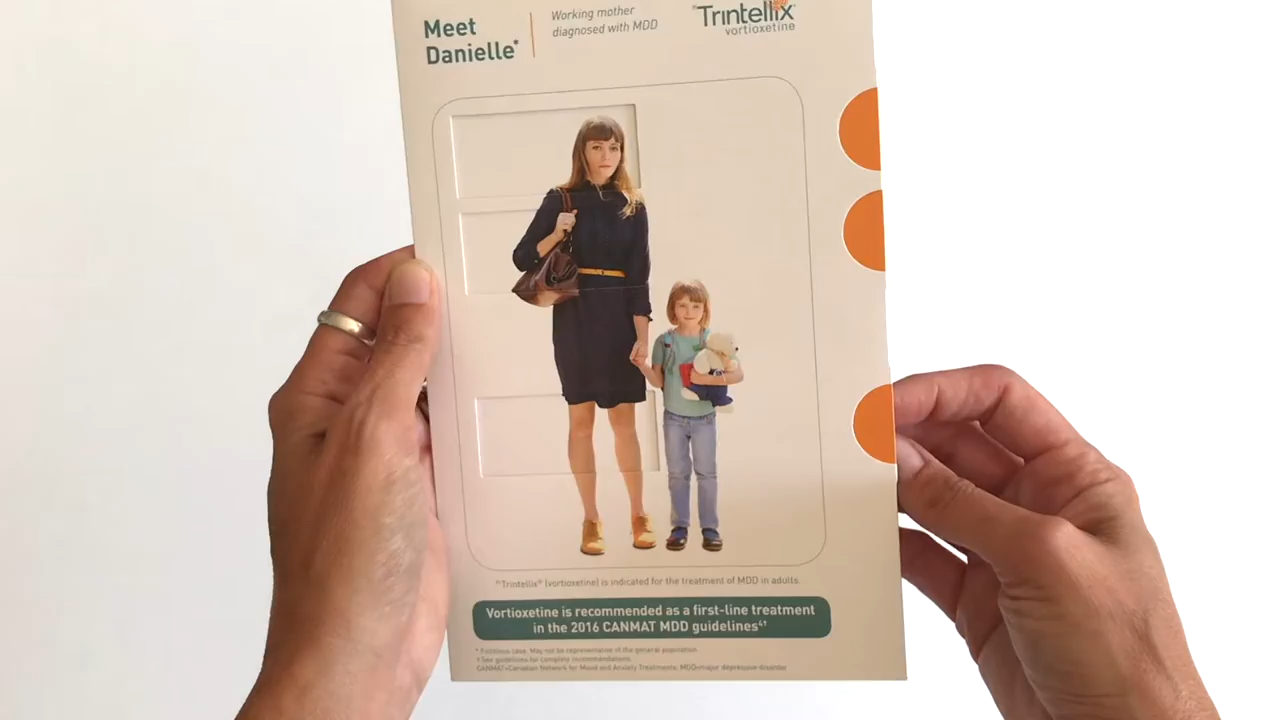 Meet
Danielle*
Working mother
diagnosed with MDD
Trintellix
vortioxetine
Trintellix® (vortioxetine) is indicated for the treatment of MDD in adults.
Vortioxetine is recommended as a first-line treatment
in the 2016 CANMAT MDD guidelines⁴†
* Fictitious case. May not be representative of the general population.
† See guidelines for complete recommendations.
CANMAT=Canadian Network for Mood and Anxiety Treatments; MDD=major depressive disorder